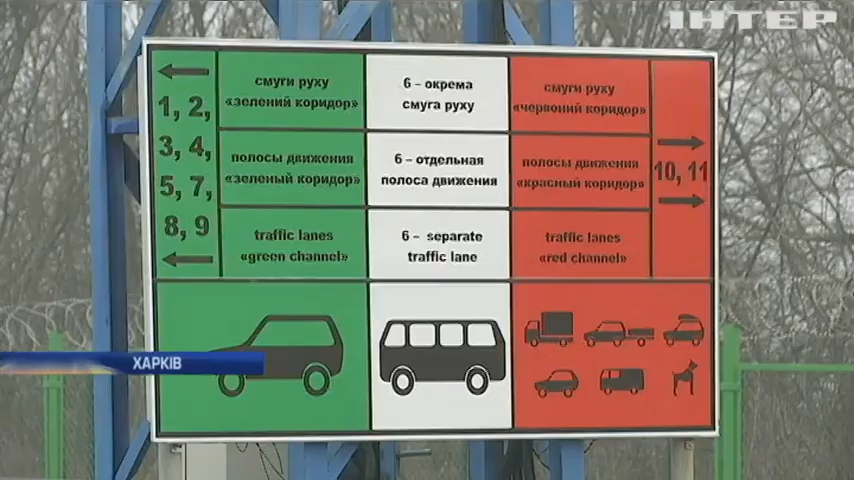 ІНТЕР
1, 2,
3, 4,
5, 7,
8, 9
смуги руху
«зелений коридор»
полосы движения
«зеленый коридор»
traffic lanes
«green channel»
6 – окрема
смуга руху
6 – отдельная
полоса движения
6 – separate
traffic lane
смуги руху
«червоний коридор»
полосы движения
«красный коридор»
traffic lanes
«red channel»
10, 11
ХАРКІВ